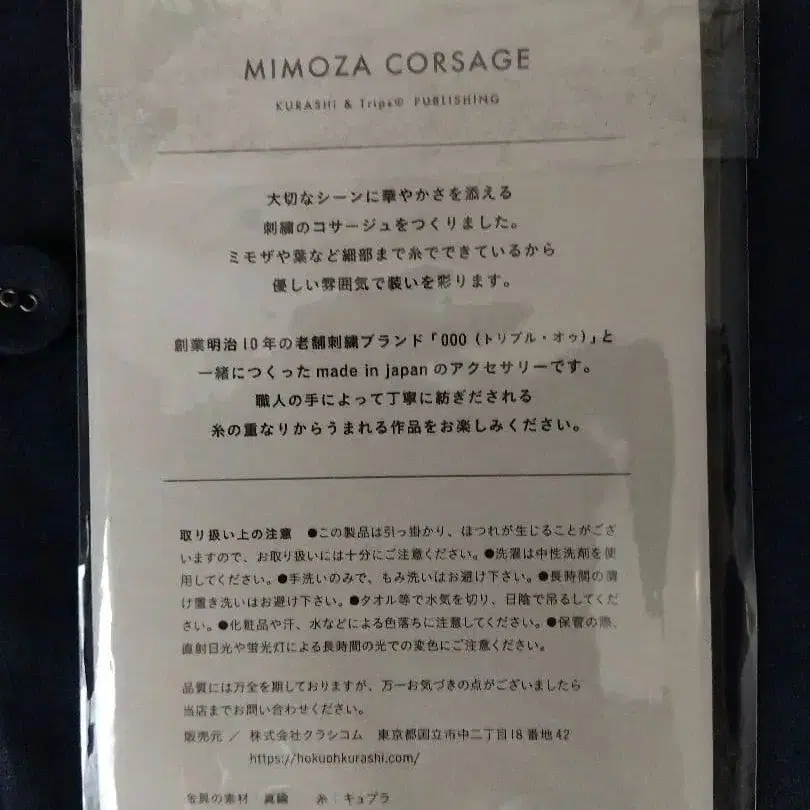 MIMOZA CORSAGE
KURASHi & Trips® PUBLISHING
大切なシーンに華やかさを添える
刺繍のコサージュをつくりました。
ミモザや葉など細部まで糸でできているから
優しい雰囲気で装いを彩ります。
創業明治10年の老舗刺繍ブランド「000（トリプル・オゥ）」と
一緒につくった made in japan のアクセサリーです。
職人の手によって丁寧に紡ぎだされる
糸の重なりからうまれる作品をお楽しみください。
取り扱い上の注意 ●この製品は引っ掛かり、ほつれが生じることがござ
いますので、お取り扱いには十分にご注意ください。●洗濯は中性洗剤を使
用してください。●手洗いのみで、もみ洗いはお避け下さい。●長時間の漬
け置き洗いはお避け下さい。●タオル等で水気を切り、日陰で吊るしてくだ
さい。●化粧品や汗、水などによる色落ちに注意してください。●保管の際、
直射日光や蛍光灯による長時間の光での変色にご注意ください。
品質には万全を期しておりますが、万一お気づきの点がございましたら
当店までお問い合わせください。
販売元 ／ 株式会社クラシコム 東京都国立市中二丁目18番地42
https://hokuohkurashi.com/
金具の素材｜真鍮 糸｜キュプラ